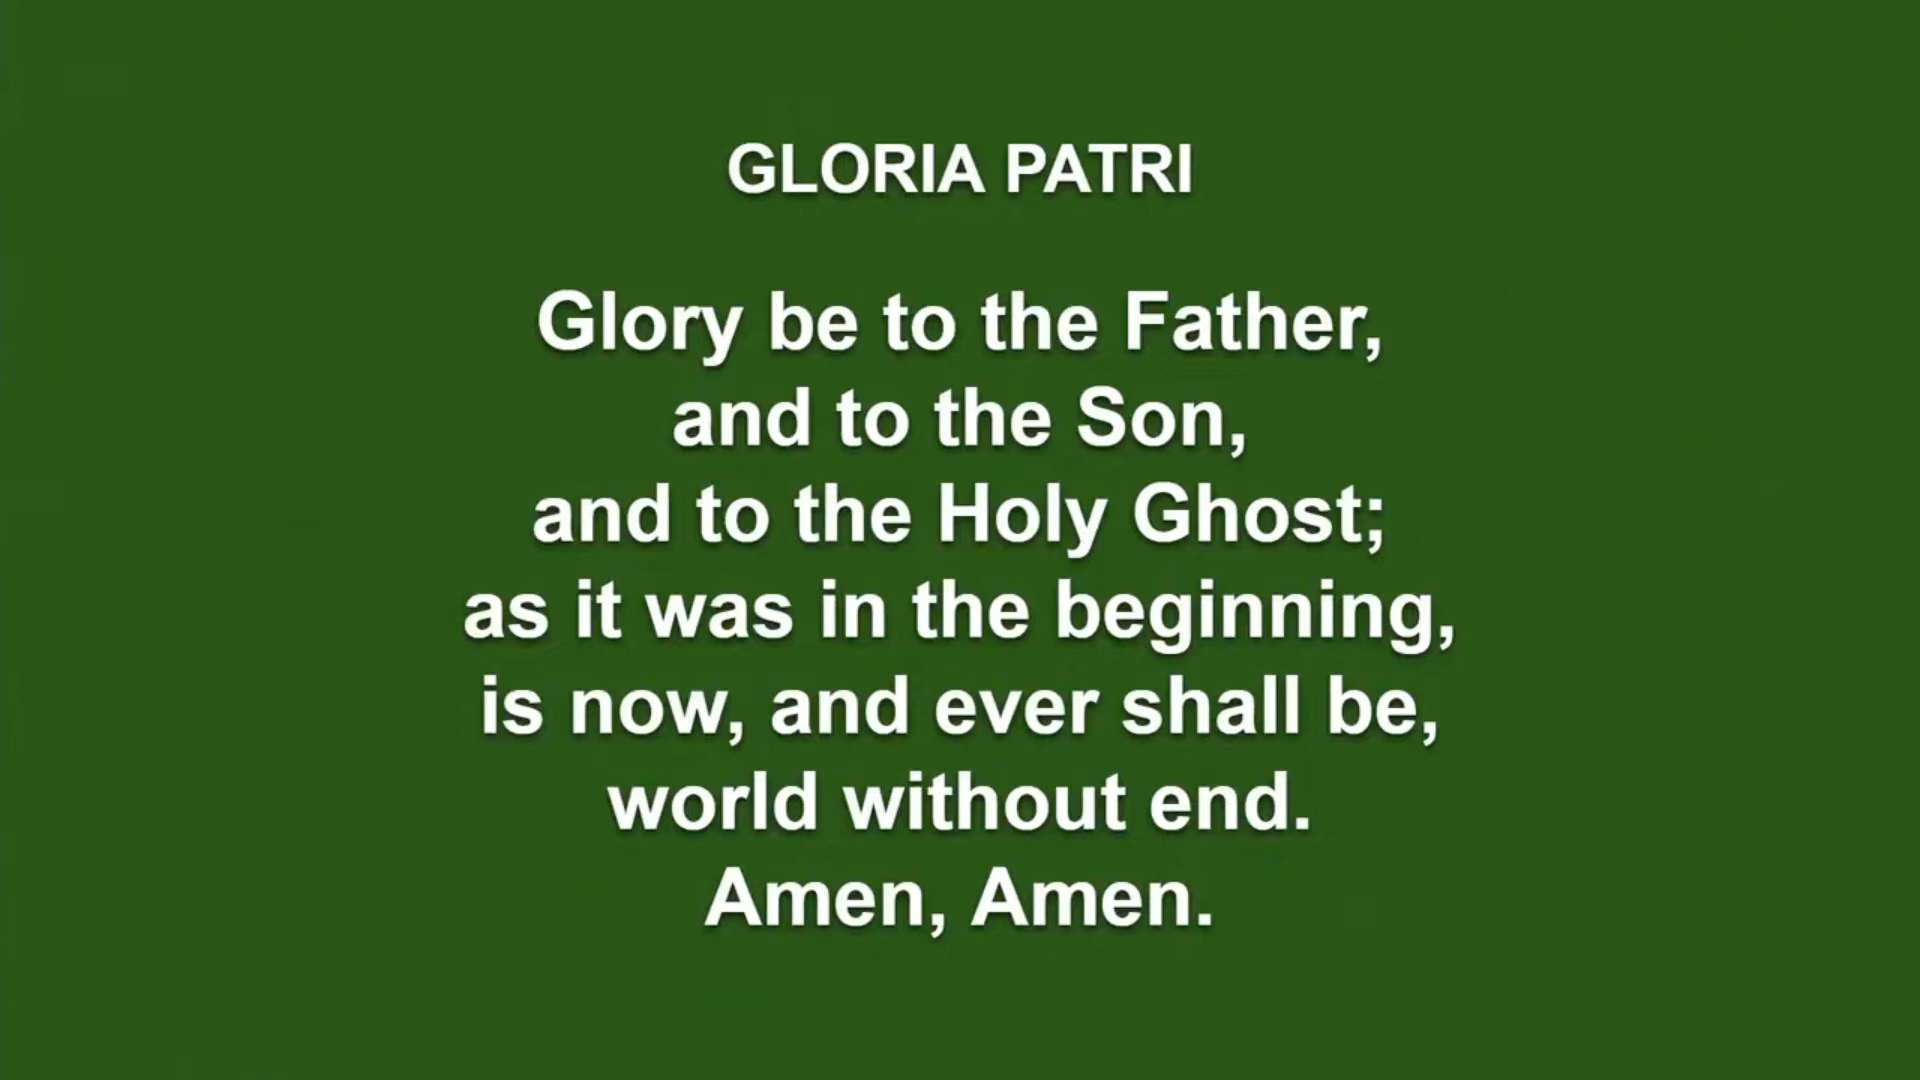 GLORIA PATRI
Glory be to the Father,
and to the Son,
and to the Holy Ghost;
as it was in the beginning,
is now, and ever shall be,
world without end.
Amen, Amen.